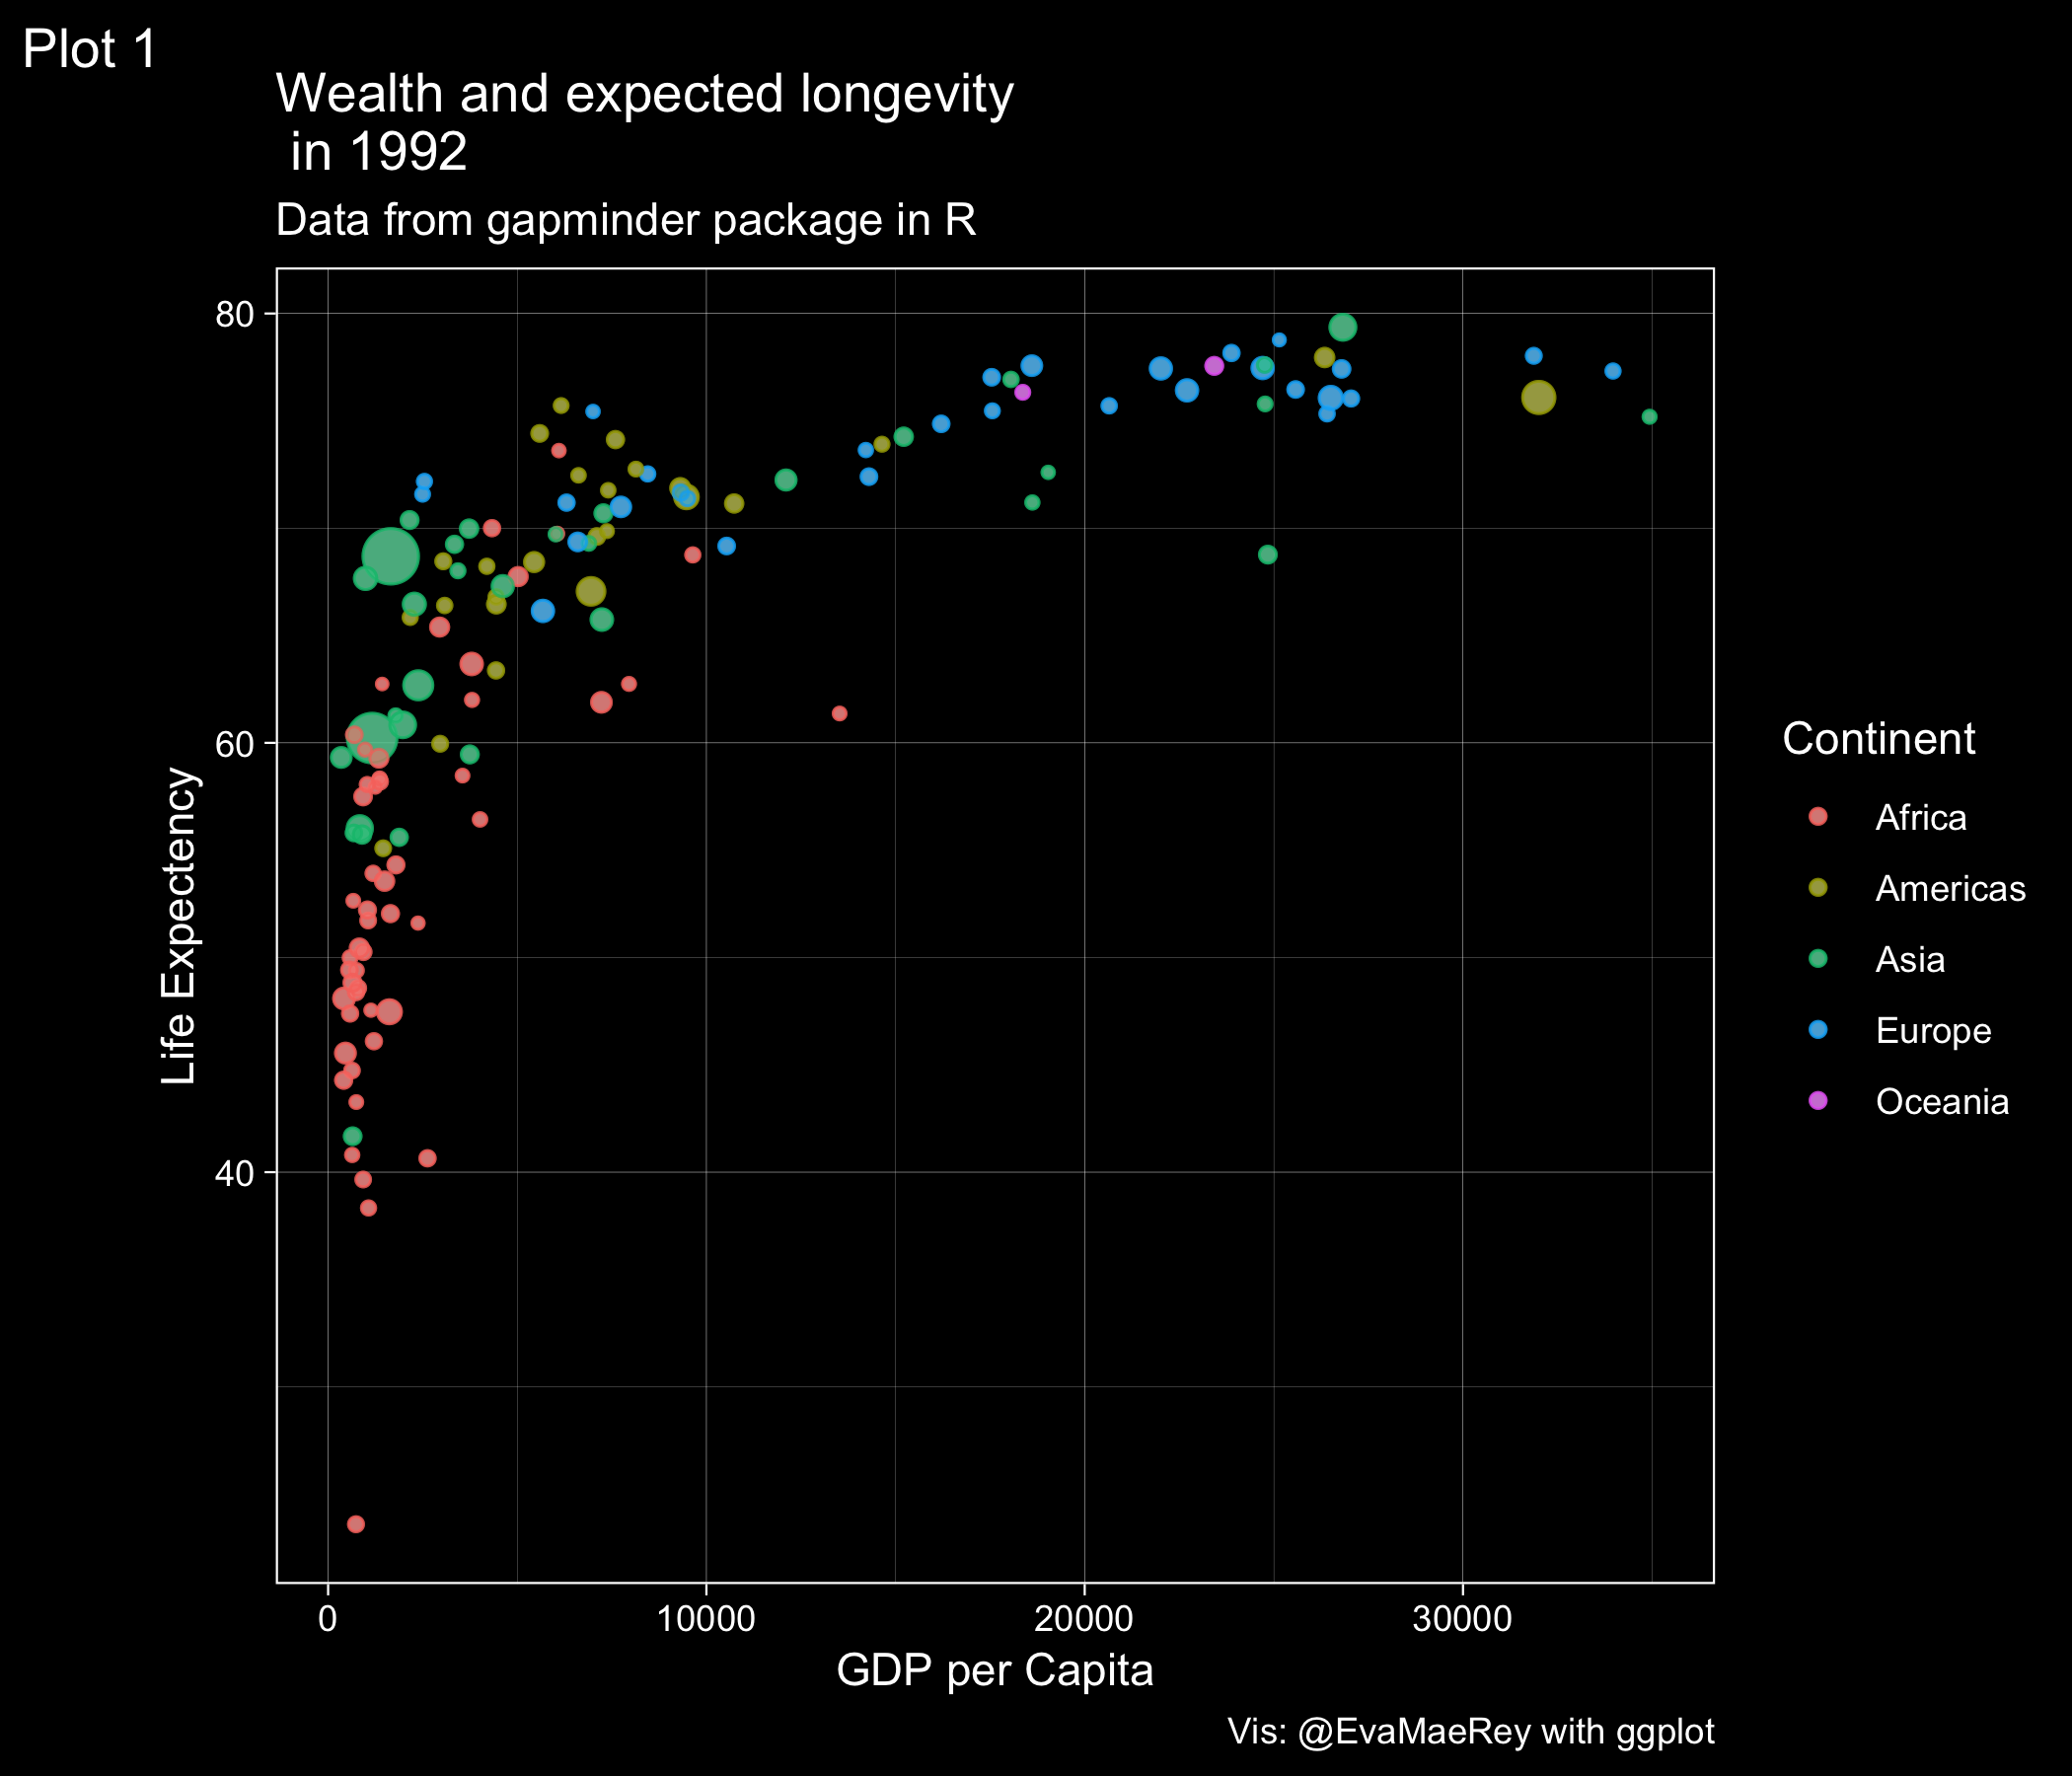 Plot 1
Wealth and expected longevity
in 1992
Data from gapminder package in R
80
60
40
Life Expectency
0 10000 20000 30000
GDP per Capita
Continent
Africa
Americas
Asia
Europe
Oceania
Vis: @EvaMaeRey with ggplot